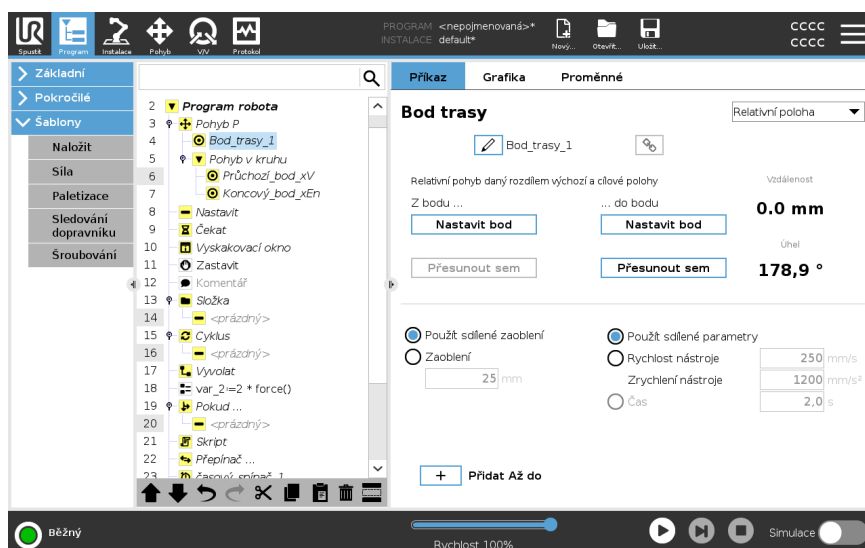 PROGRAM <nepojmenovaná>*
INSTALACE default*
Spustit Program Instalace Pohyb V/V Protokol Nový... Otevřít... Uložit...
cccc
cccc
Základní
Pokročilé
Šablony
Naložit
Síla
Paletizace
Sledování
dopravníku
Šroubování
2 Program robota
3 Pohyb P
4 Bod_trasy_1
5 Pohyb v kruhu
6 Průchozí_bod_xV
7 Koncový_bod_xEn
8 Nastavit
9 Čekat
10 Vyskakovací okno
11 Zastavit
12 Komentář
13 Složka
14 <prázdný>
15 Cyklus
16 <prázdný>
17 Vyvolat
18 var_2≔2 * force()
19 Pokud ...
20 <prázdný>
21 Skript
22 Přepínač ...
23 časový_spínač_1
Příkaz Grafika Proměnné
Bod trasy
Relativní poloha
Bod_trasy_1
Relativní pohyb daný rozdílem výchozí a cílové polohy
Vzdálenost
Z bodu ... ... do bodu
0.0 mm
Nastavit bod Nastavit bod
Úhel
Přesunout sem Přesunout sem
178,9 °
Použít sdílené zaoblení
Zaoblení
25 mm
Použít sdílené parametry
Rychlost nástroje 250 mm/s
Zrychlení nástroje 1200 mm/s²
Čas 2,0 s
+ Přidat Až do
Běžný
Rychlost 100%
Simulace